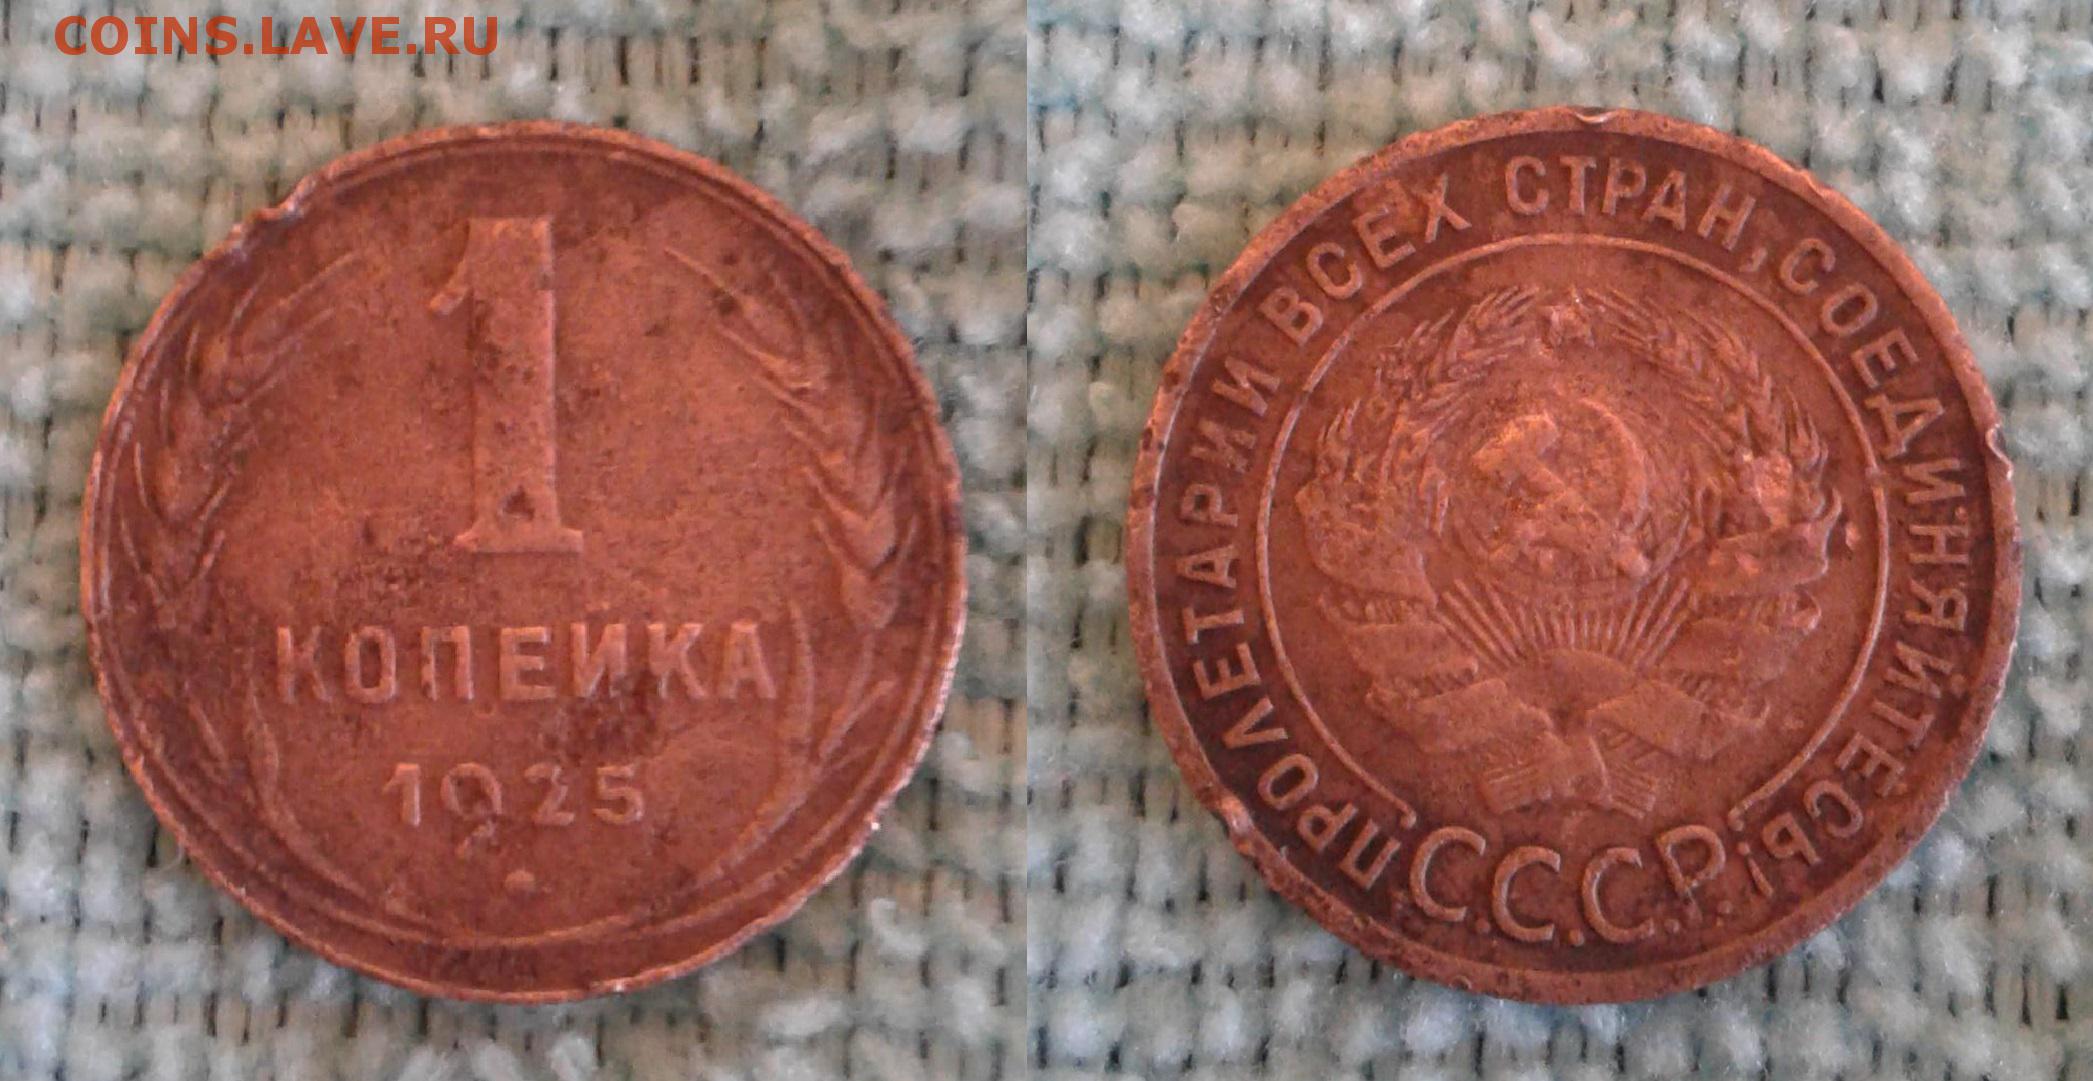 COINS.LAVE.RU
1
КОПЕЙКА
1925
ПРОЛЕТАРИИ ВСЕХ СТРАН, СОЕДИНЯЙТЕСЬ!
С.С.С.Р.